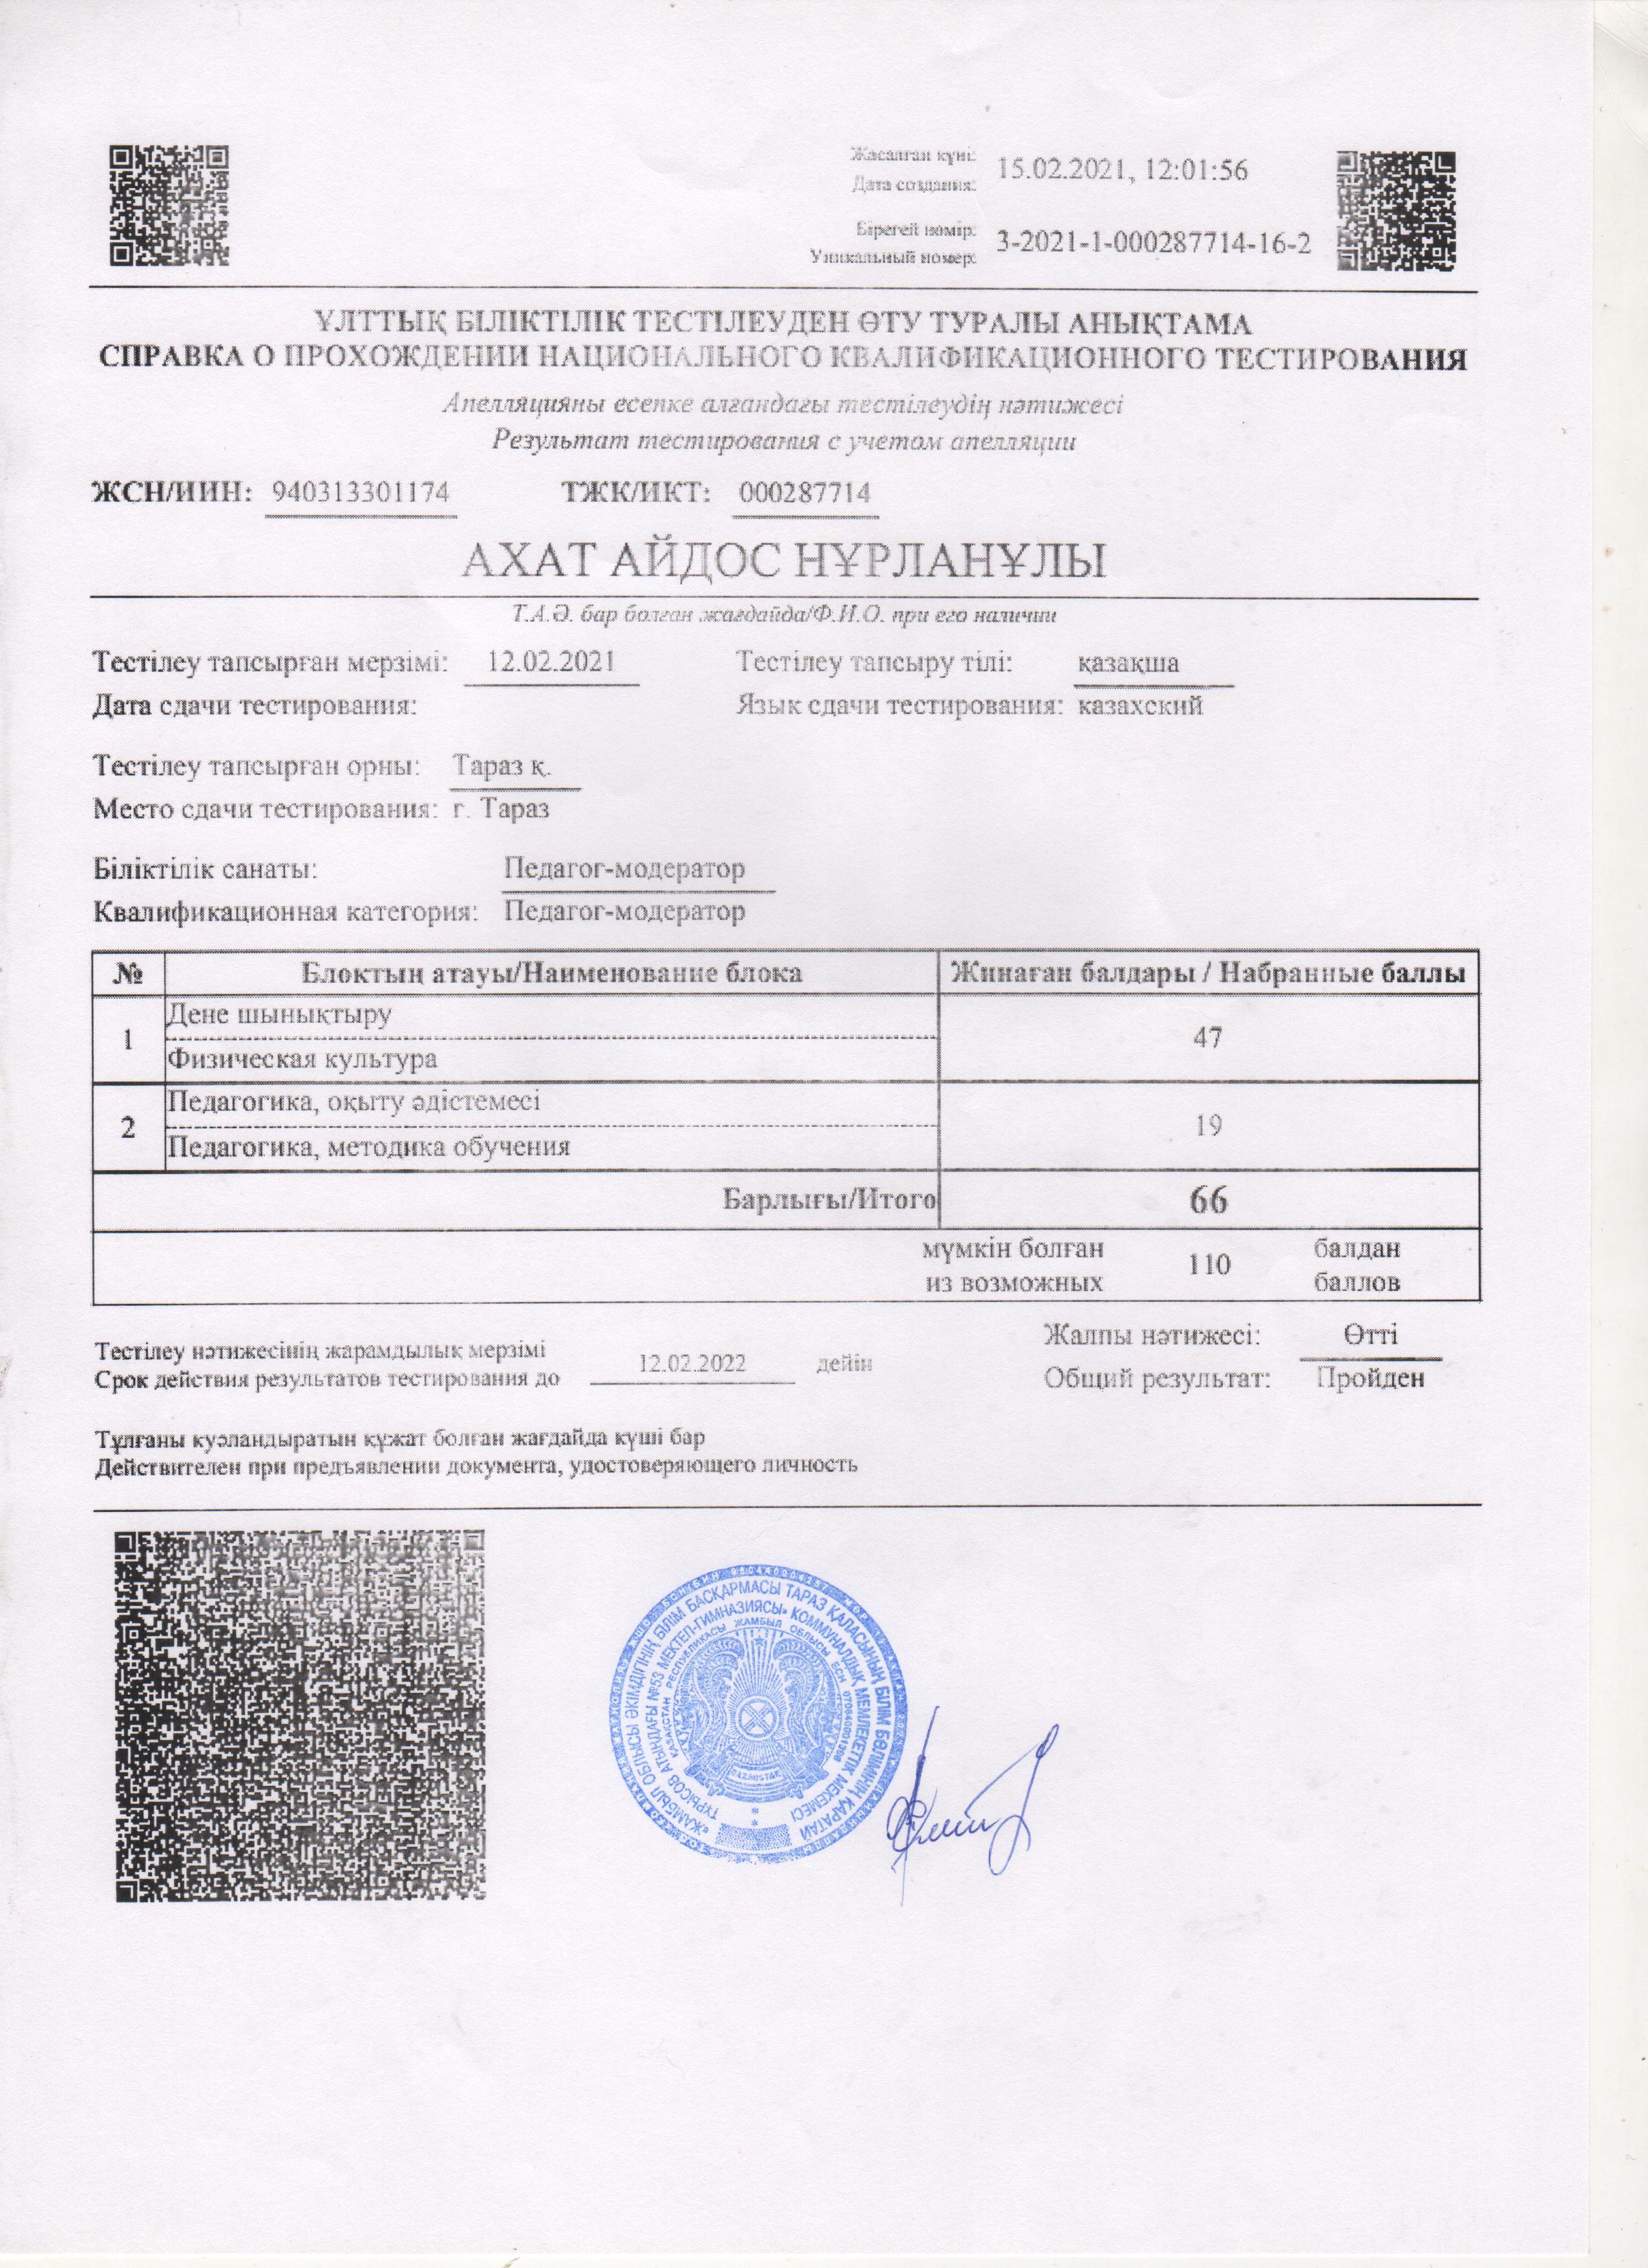 Жасалған күні:
Дата создания:
15.02.2021, 12:01:56
Бірегей нөмір:
Уникальный номер:
3-2021-1-000287714-16-2
ҰЛТТЫҚ БІЛІКТІЛІК ТЕСТІЛЕУДЕН ӨТУ ТУРАЛЫ АНЫҚТАМА
СПРАВКА О ПРОХОЖДЕНИИ НАЦИОНАЛЬНОГО КВАЛИФИКАЦИОННОГО ТЕСТИРОВАНИЯ
Апелляцияны есепке алғандағы тестілеудің нәтижесі
Результат тестирования с учетом апелляции
ЖСН/ИИН: 940313301174 ТЖК/ИКТ: 000287714
АХАТ АЙДОС НҰРЛАНҰЛЫ
Т.А.Ә. бар болған жағдайда/Ф.И.О. при его наличии
Тестілеу тапсырған мерзімі: 12.02.2021 Тестілеу тапсыру тілі: қазақша
Дата сдачи тестирования: Язык сдачи тестирования: казахский
Тестілеу тапсырған орны: Тараз қ.
Место сдачи тестирования: г. Тараз
Біліктілік санаты: Педагог-модератор
Квалификационная категория: Педагог-модератор
№ Блоктың атауы/Наименование блока Жинаған балдары / Набранные баллы
1 Дене шынықтыру 47
Физическая культура
2 Педагогика, оқыту әдістемесі 19
Педагогика, методика обучения
Барлығы/Итого 66
мүмкін болған 110 балдан
из возможных баллов
Жалпы нәтижесі: Өтті
Общий результат: Пройден
Тестілеу нәтижесінің жарамдылық мерзімі
Срок действия результатов тестирования до 12.02.2022 дейін
Тұлғаны куәландыратын құжат болған жағдайда күші бар
Действителен при предъявлении документа, удостоверяющего личность
«ЖАМБЫЛ ОБЛЫСЫ ӘКІМДІГІНІҢ БІЛІМ БАСҚАРМАСЫ ТАРАЗ ҚАЛАСЫНЫҢ БІЛІМ БӨЛІМІНІҢ ҚАРАТАЙ
ТҰРЫСОВ АТЫНДАҒЫ №53 МЕКТЕП-ГИМНАЗИЯСЫ» КОММУНАЛДЫҚ МЕМЛЕКЕТТІК МЕКЕМЕСІ
ҚАЗАҚСТАН РЕСПУБЛИКАСЫ ЖАМБЫЛ ОБЛЫСЫ
QAZAQSTAN